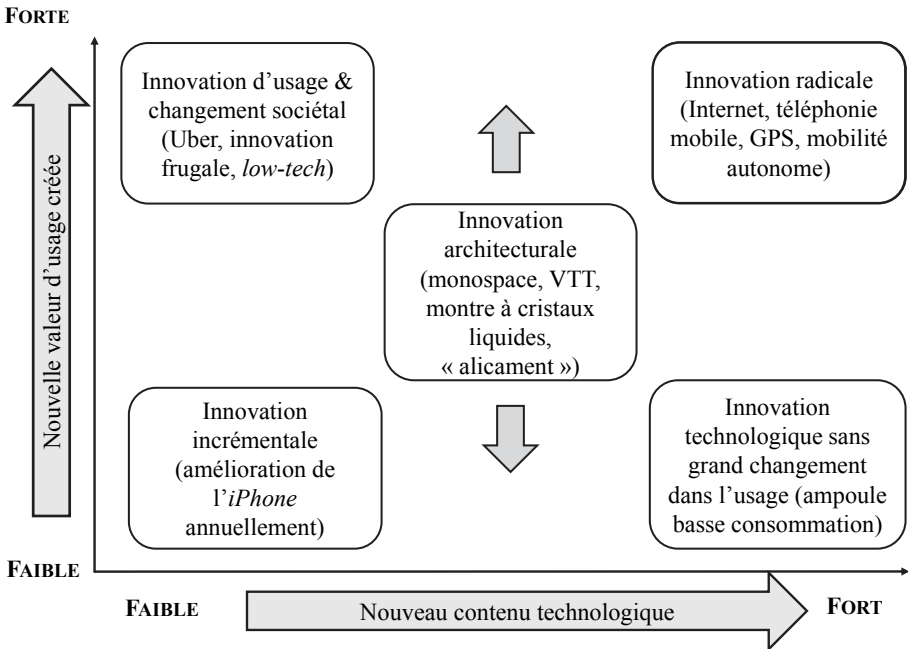 FORTE
Nouvelle valeur d’usage créée
Innovation d’usage &
changement sociétal
(Uber, innovation
frugale, low-tech)
Innovation radicale
(Internet, téléphonie
mobile, GPS, mobilité
autonome)
Innovation
architecturale
(monospace, VTT,
montre à cristaux
liquides,
« alicament »)
Innovation
incrémentale
(amélioration de
l’iPhone
annuellement)
Innovation
technologique sans
grand changement
dans l’usage (ampoule
basse consommation)
FAIBLE
FAIBLE
Nouveau contenu technologique
FORT